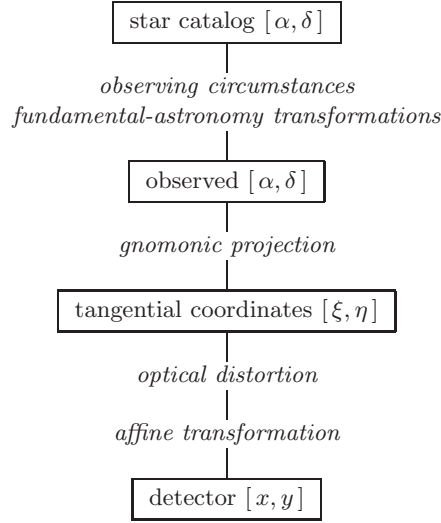 star catalog [ α, δ ]
observing circumstances
fundamental-astronomy transformations
observed [ α, δ ]
gnomonic projection
tangential coordinates [ ξ, η ]
optical distortion
affine transformation
detector [ x, y ]